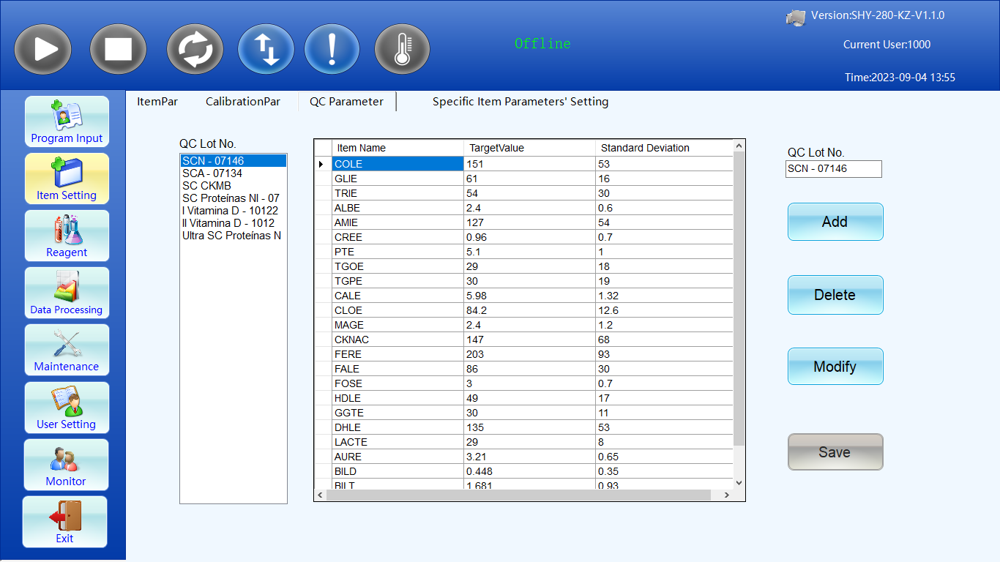 Version:SHY-280-KZ-V1.1.0
Offline
Current User:1000
Time:2023-09-04 13:55
Program Input
Item Setting
Reagent
Data Processing
Maintenance
User Setting
Monitor
Exit
ItemPar CalibrationPar QC Parameter Specific Item Parameters' Setting
QC Lot No.
SCN - 07146
SCA - 07134
SC CKMB
SC Proteínas NI - 07
I Vitamina D - 10122
II Vitamina D - 1012
Ultra SC Proteínas N
Item Name TargetValue Standard Deviation
COLE 151 53
GLIE 61 16
TRIE 54 30
ALBE 2.4 0.6
AMIE 127 54
CREE 0.96 0.7
PTE 5.1 1
TGOE 29 18
TGPE 30 19
CALE 5.98 1.32
CLOE 84.2 12.6
MAGE 2.4 1.2
CKNAC 147 68
FERE 203 93
FALE 86 30
FOSE 3 0.7
HDLE 49 17
GGTE 30 11
DHLE 135 53
LACTE 29 8
AURE 3.21 0.65
BILD 0.448 0.35
BILT 1.681 0.93
QC Lot No.
SCN - 07146
Add
Delete
Modify
Save